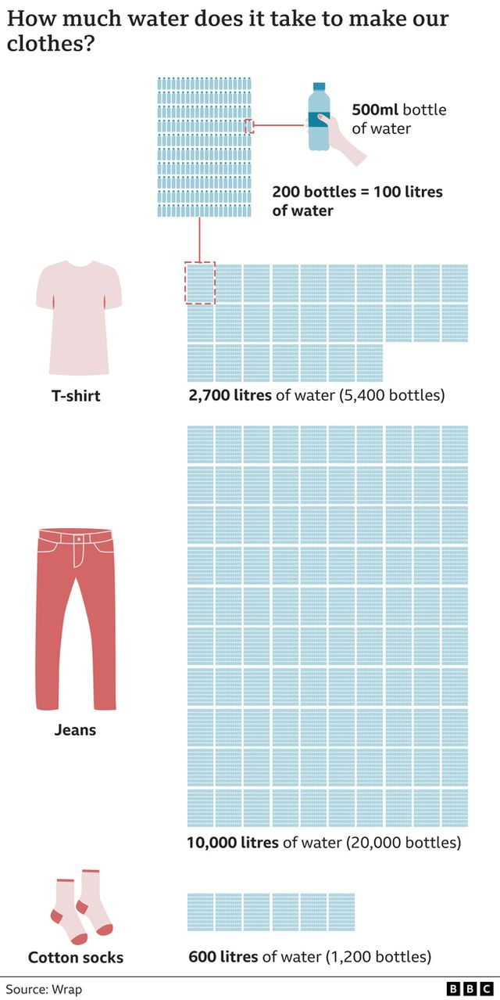 How much water does it take to make our
clothes?
500ml bottle
of water
200 bottles = 100 litres
of water
T-shirt
2,700 litres of water (5,400 bottles)
Jeans
10,000 litres of water (20,000 bottles)
Cotton socks
600 litres of water (1,200 bottles)
Source: Wrap
BBC